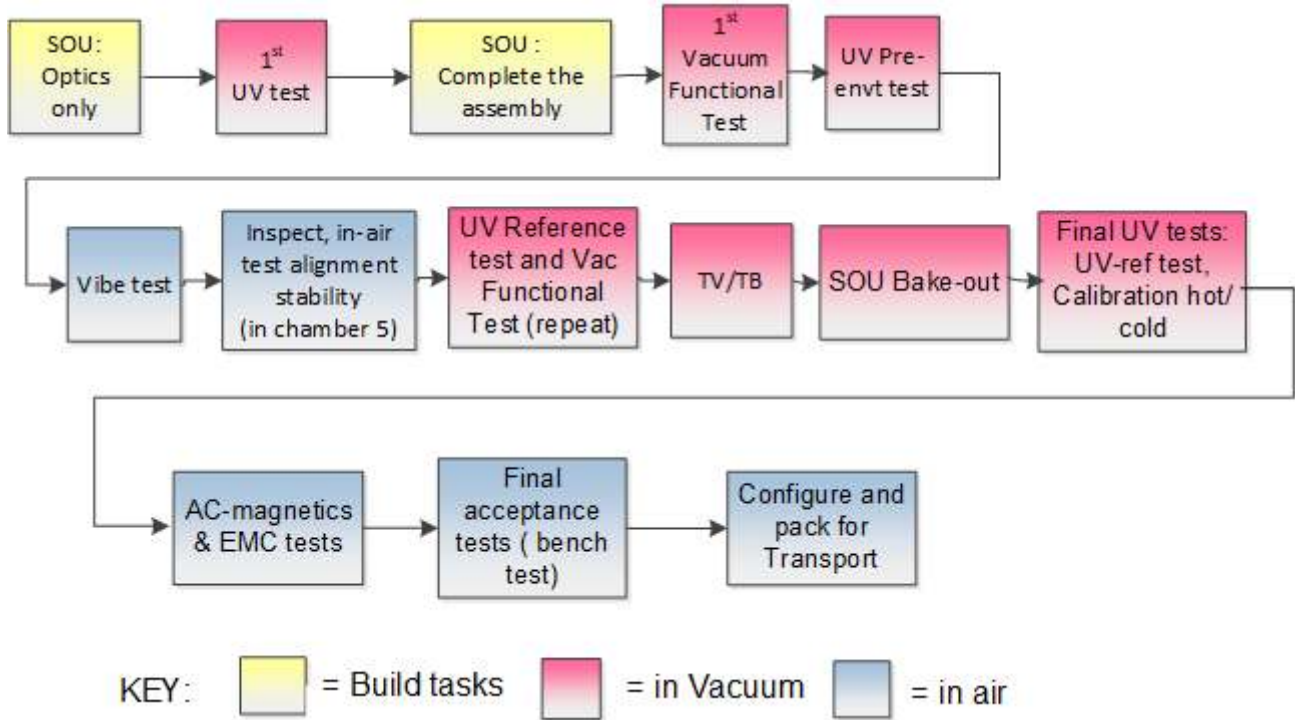 SOU:
Optics
only
1st
UV test
SOU :
Complete the
assembly
1st
Vacuum
Functional
Test
UV Pre-
envt test
Vibe test
Inspect, in-air
test alignment
stability
(in chamber 5)
UV Reference
test and Vac
Functional
Test (repeat)
TV/TB
SOU Bake-out
Final UV tests:
UV-ref test,
Calibration hot/
cold
AC-magnetics
& EMC tests
Final
acceptance
tests ( bench
test)
Configure and
pack for
Transport
KEY:
= Build tasks
= in Vacuum
= in air